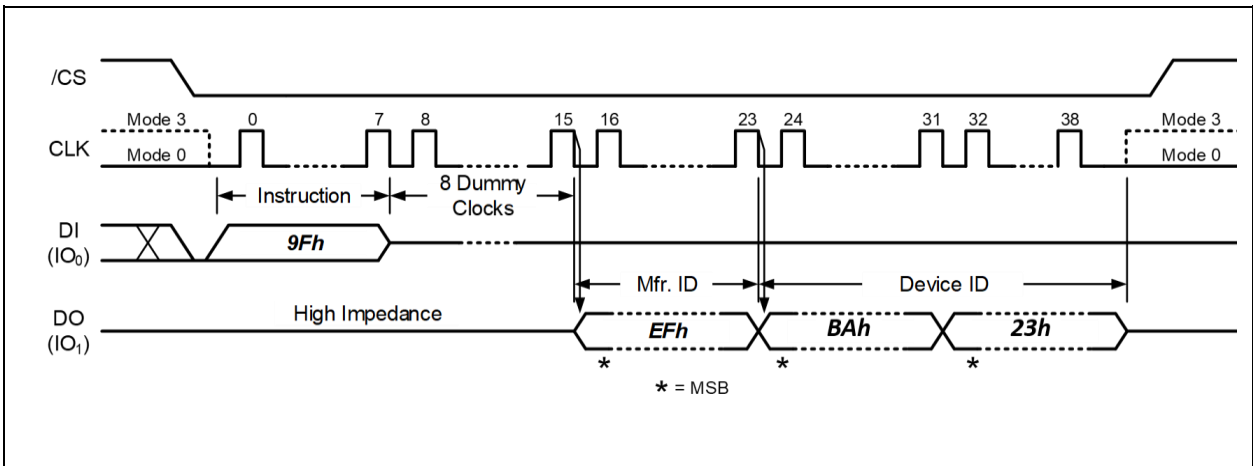 /CS
Mode 3 0 7 8 15 16 23 24 31 32 38 Mode 3
CLK
Mode 0 Mode 0
Instruction 8 Dummy
Clocks
DI
(IO₀)
9Fh
Mfr. ID Device ID
DO
(IO₁)
High Impedance
EFh BAh 23h
* * *
* = MSB